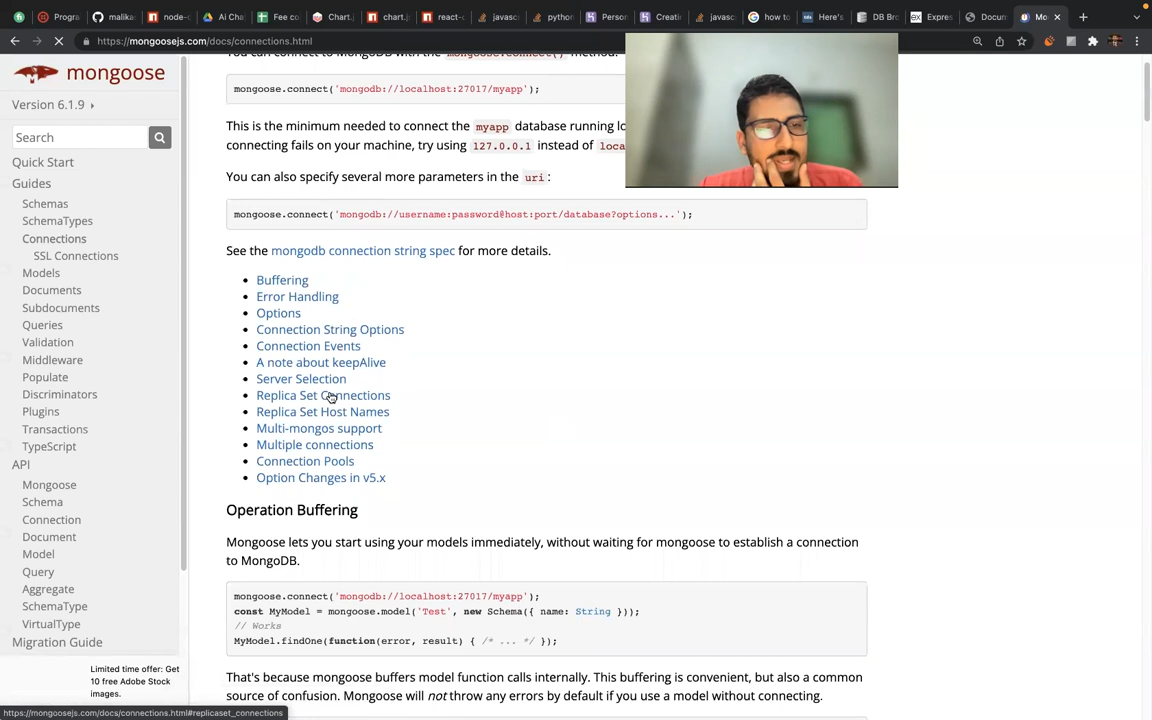 Progra
malika
node-c
Ai Cha
Fee co
Chart.j
chart.j
react-c
javasc
python
Person
Creatin
javasc
how to
Here's
DB Bro
Expres
Docum
Mo
https://mongoosejs.com/docs/connections.html
mongoose
Version 6.1.9
Search
Quick Start
Guides
Schemas
SchemaTypes
Connections
SSL Connections
Models
Documents
Subdocuments
Queries
Validation
Middleware
Populate
Discriminators
Plugins
Transactions
TypeScript
API
Mongoose
Schema
Connection
Document
Model
Query
Aggregate
SchemaType
VirtualType
Migration Guide
Limited time offer: Get
10 free Adobe Stock
images.
You can connect to MongoDB with the mongoose.connect() method.
mongoose.connect('mongodb://localhost:27017/myapp');
This is the minimum needed to connect the myapp database running lo
connecting fails on your machine, try using 127.0.0.1 instead of loca
You can also specify several more parameters in the uri:
mongoose.connect('mongodb://username:password@host:port/database?options...');
See the mongodb connection string spec for more details.
Buffering
Error Handling
Options
Connection String Options
Connection Events
A note about keepAlive
Server Selection
Replica Set Connections
Replica Set Host Names
Multi-mongos support
Multiple connections
Connection Pools
Option Changes in v5.x
Operation Buffering
Mongoose lets you start using your models immediately, without waiting for mongoose to establish a connection
to MongoDB.
mongoose.connect('mongodb://localhost:27017/myapp');
const MyModel = mongoose.model('Test', new Schema({ name: String }));
// Works
MyModel.findOne(function(error, result) { /* ... */ });
That's because mongoose buffers model function calls internally. This buffering is convenient, but also a common
source of confusion. Mongoose will not throw any errors by default if you use a model without connecting.
https://mongoosejs.com/docs/connections.html#replicaset_connections